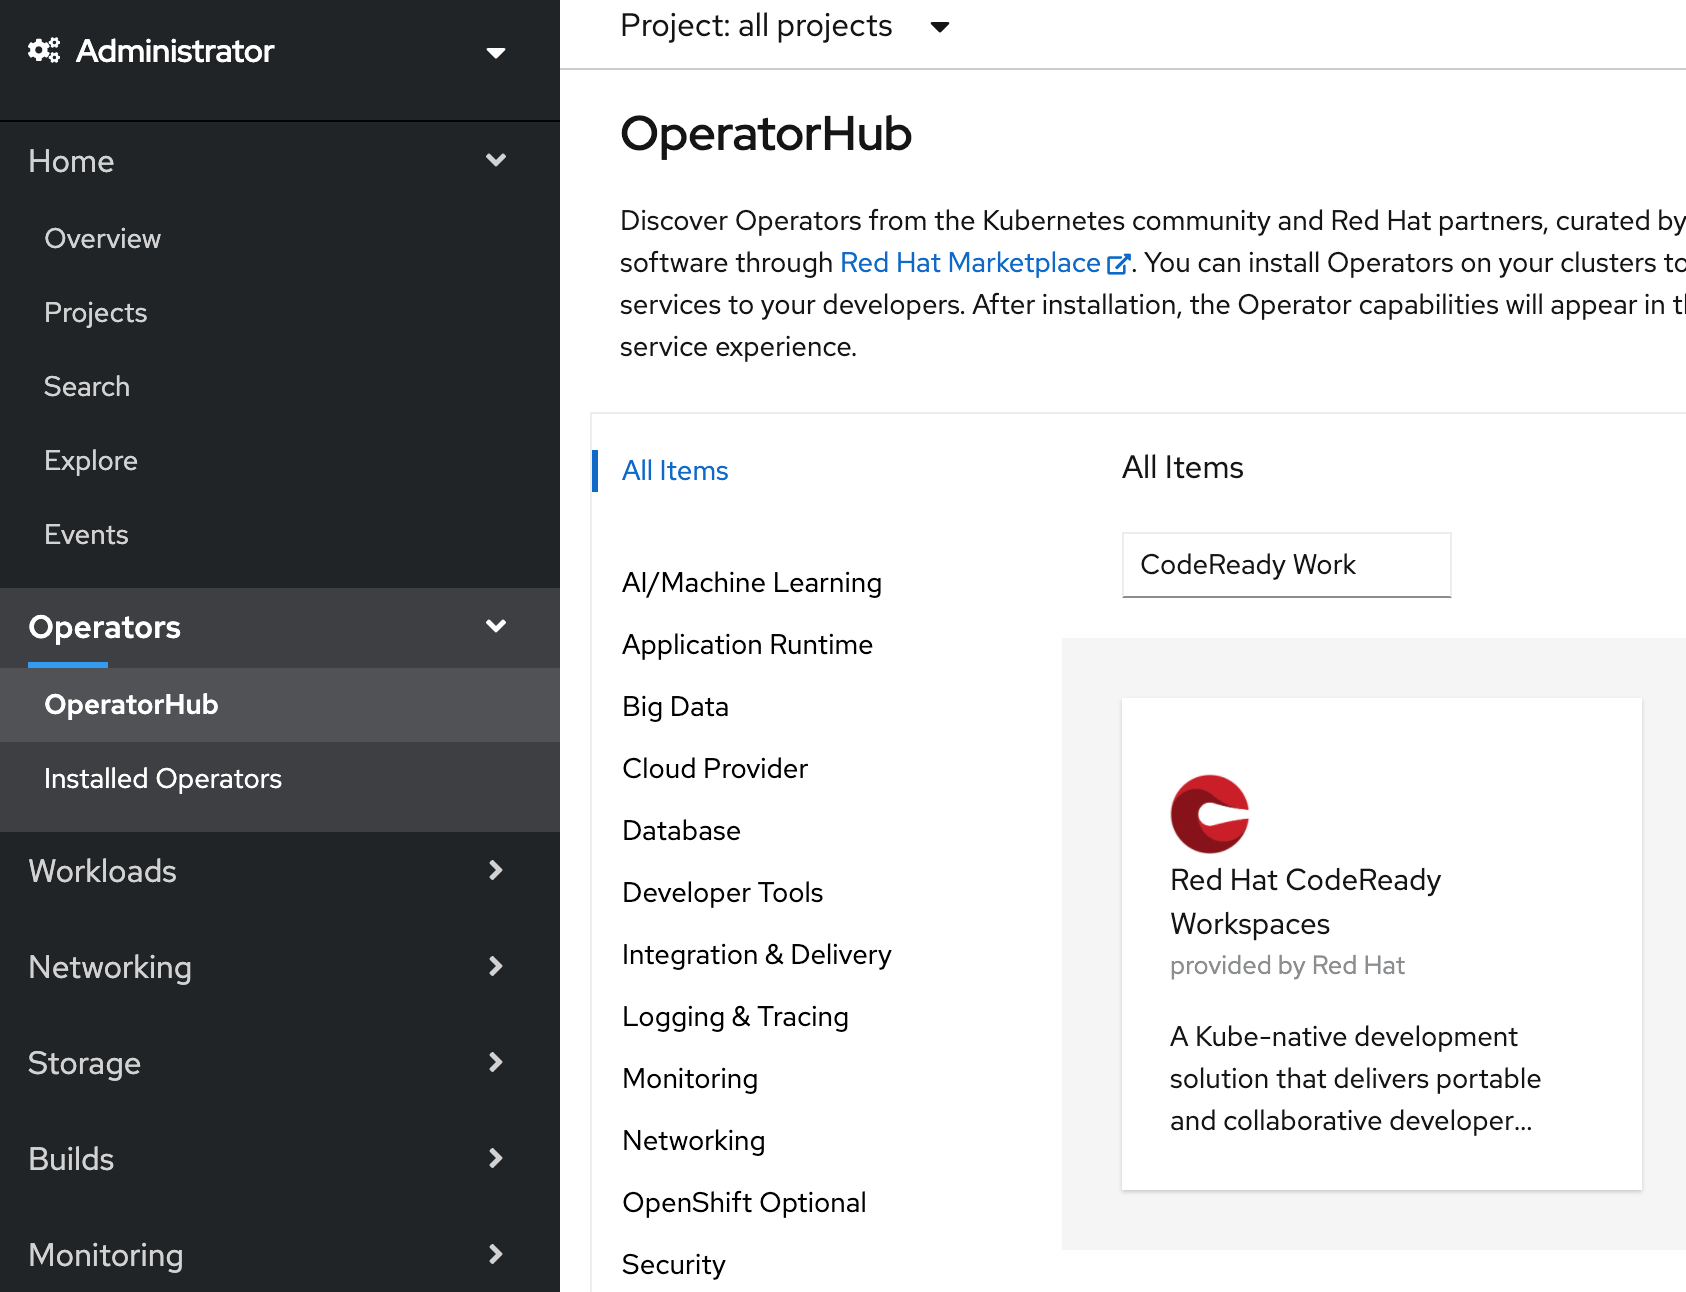 Administrator
Home
Overview
Projects
Search
Explore
Events
Operators
OperatorHub
Installed Operators
Workloads
Networking
Storage
Builds
Monitoring
Project: all projects
OperatorHub
Discover Operators from the Kubernetes community and Red Hat partners, curated by
software through Red Hat Marketplace. You can install Operators on your clusters to
services to your developers. After installation, the Operator capabilities will appear in
service experience.
All Items
AI/Machine Learning
Application Runtime
Big Data
Cloud Provider
Database
Developer Tools
Integration & Delivery
Logging & Tracing
Monitoring
Networking
OpenShift Optional
Security
All Items
CodeReady Work
Red Hat CodeReady
Workspaces
provided by Red Hat
A Kube-native development
solution that delivers portable
and collaborative developer...